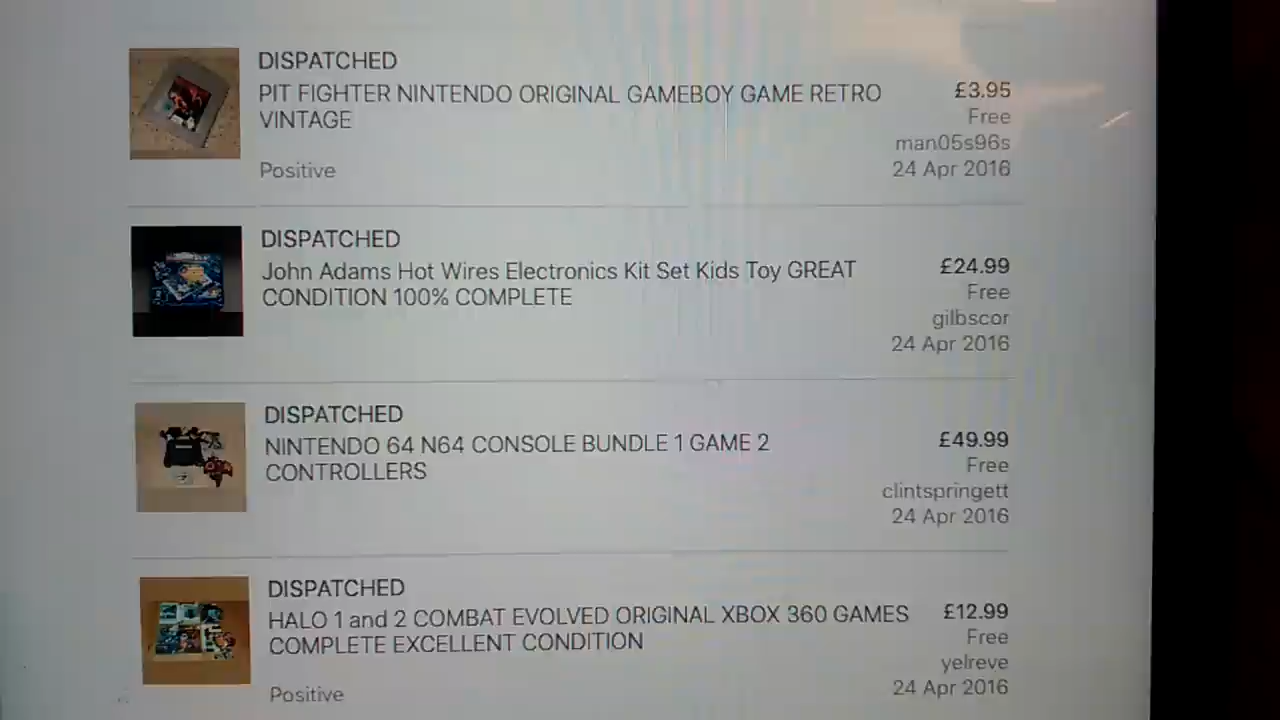 DISPATCHED
PIT FIGHTER NINTENDO ORIGINAL GAMEBOY GAME RETRO
VINTAGE
Positive
£3.95
Free
man05s96s
24 Apr 2016
DISPATCHED
John Adams Hot Wires Electronics Kit Set Kids Toy GREAT
CONDITION 100% COMPLETE
£24.99
Free
gilbscor
24 Apr 2016
DISPATCHED
NINTENDO 64 N64 CONSOLE BUNDLE 1 GAME 2
CONTROLLERS
£49.99
Free
clintspringett
24 Apr 2016
DISPATCHED
HALO 1 and 2 COMBAT EVOLVED ORIGINAL XBOX 360 GAMES
COMPLETE EXCELLENT CONDITION
Positive
£12.99
Free
yelreve
24 Apr 2016